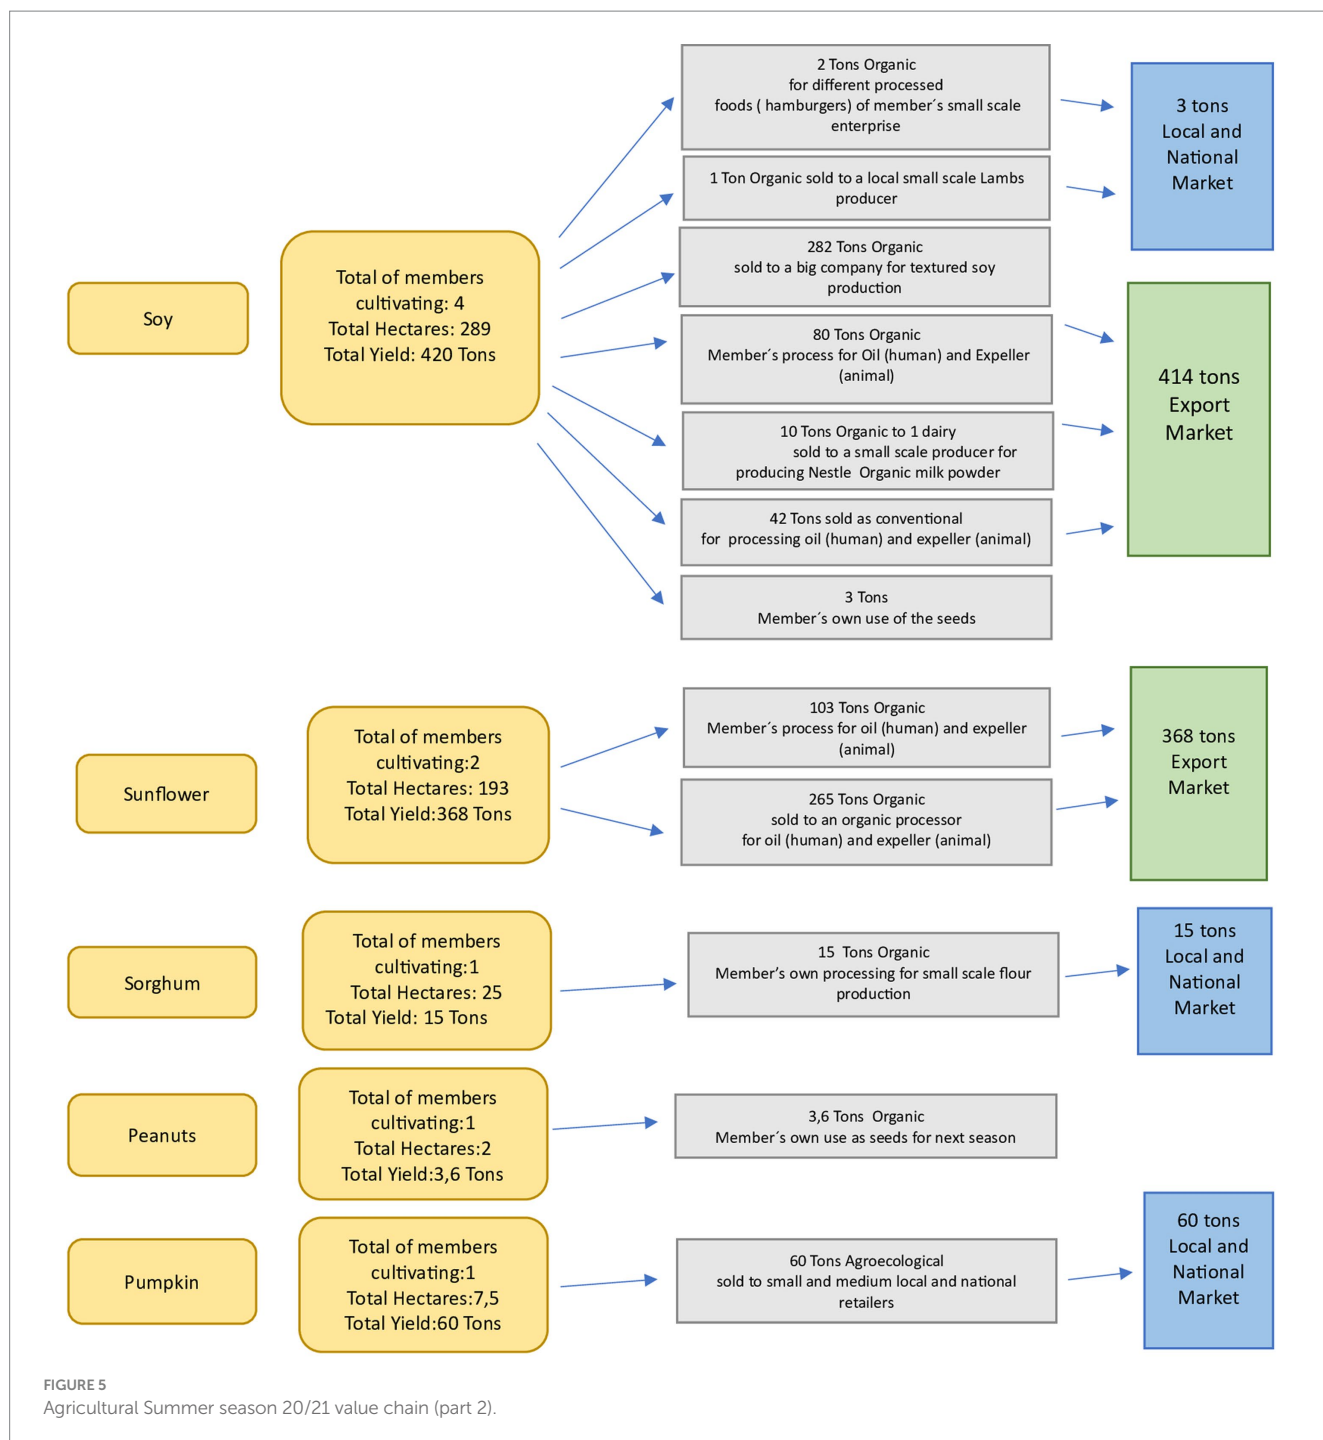 Soy
Total of members
cultivating: 4
Total Hectares: 289
Total Yield: 420 Tons
2 Tons Organic
for different processed
foods ( hamburgers) of member´s small scale
enterprise
1 Ton Organic sold to a local small scale Lambs
producer
282 Tons Organic
sold to a big company for textured soy
production
80 Tons Organic
Member´s process for Oil (human) and Expeller
(animal)
10 Tons Organic to 1 dairy
sold to a small scale producer for
producing Nestle  Organic milk powder
42 Tons sold as conventional
for  processing oil (human) and expeller (animal)
3 Tons
Member´s own use of the seeds
3 tons
Local and
National
Market
414 tons
Export
Market
Sunflower
Total of members
cultivating:2
Total Hectares: 193
Total Yield:368 Tons
103 Tons Organic
Member´s process for oil (human) and expeller
(animal)
265 Tons Organic
sold to an organic processor
for oil (human) and expeller (animal)
368 tons
Export
Market
Sorghum
Total of members
cultivating:1
Total Hectares: 25
Total Yield: 15 Tons
15  Tons Organic
Member’s own processing for small scale flour
production
15 tons
Local and
National
Market
Peanuts
Total of members
cultivating:1
Total Hectares:2
Total Yield:3,6 Tons
3,6 Tons  Organic
Member´s own use as seeds for next season
Pumpkin
Total of members
cultivating:1
Total Hectares:7,5
Total Yield:60 Tons
60 Tons Agroecological
sold to small and medium local and national
retailers
60 tons
Local and
National
Market
FIGURE 5
Agricultural Summer season 20/21 value chain (part 2).